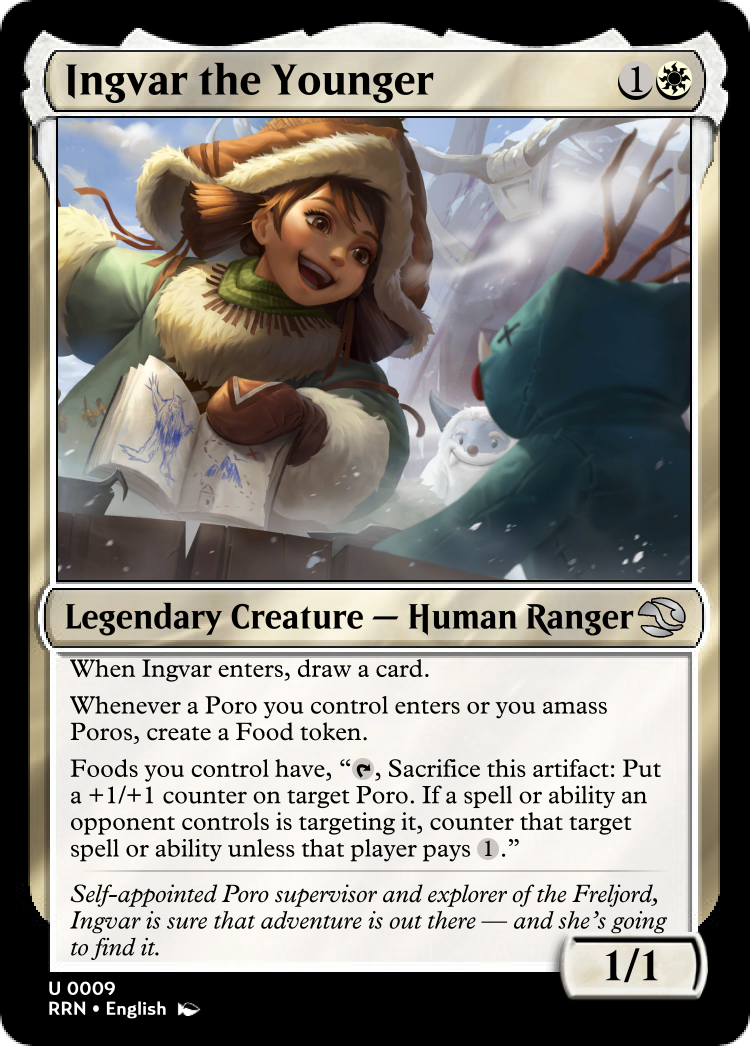 Ingvar the Younger 1
Legendary Creature — Human Ranger
When Ingvar enters, draw a card.
Whenever a Poro you control enters or you amass
Poros, create a Food token.
Foods you control have, “, Sacrifice this artifact: Put
a +1/+1 counter on target Poro. If a spell or ability an
opponent controls is targeting it, counter that target
spell or ability unless that player pays 1.”
Self-appointed Poro supervisor and explorer of the Freljord,
Ingvar is sure that adventure is out there — and she’s going
to find it.
1/1
U 0009
RRN • English